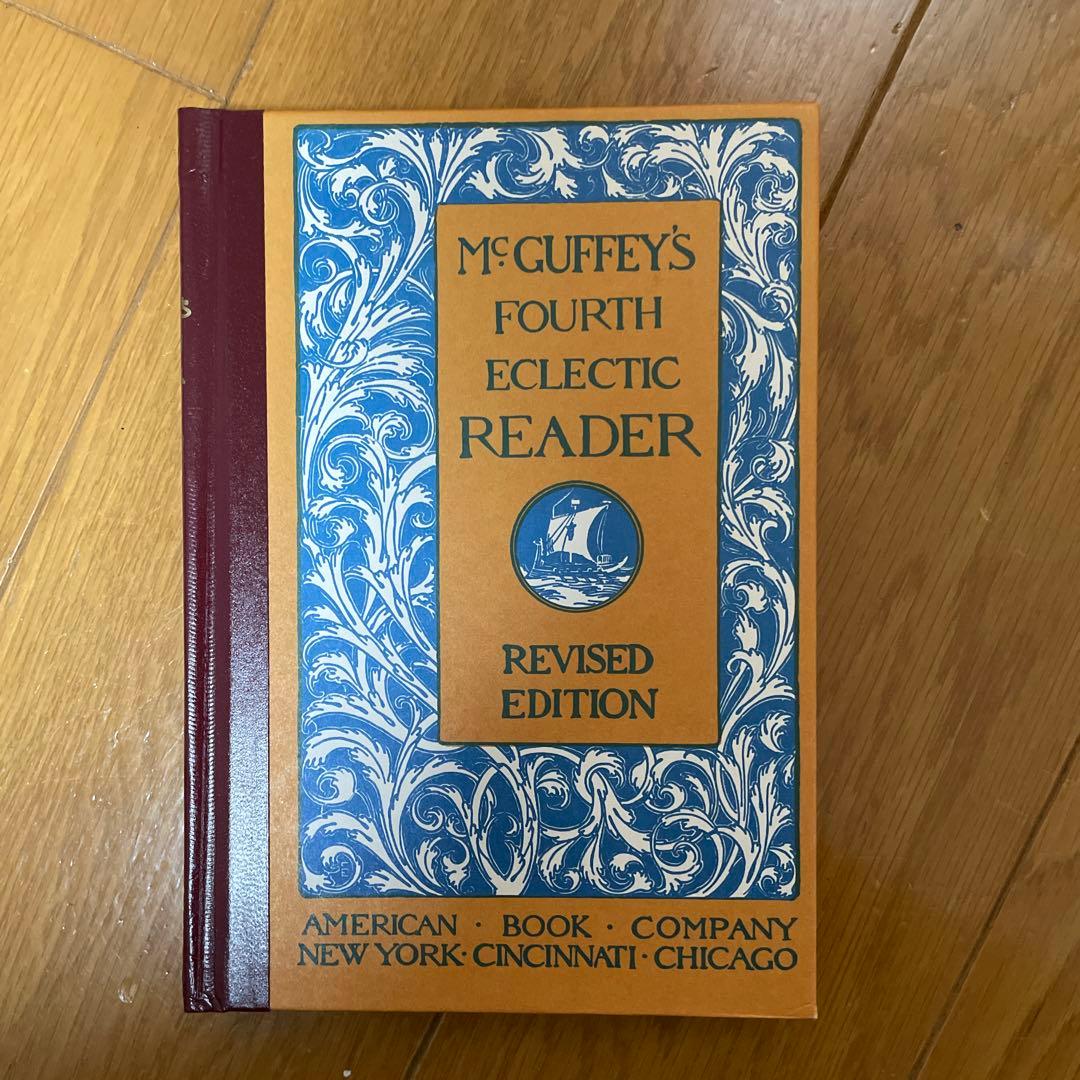 McGUFFEY'S
FOURTH
ECLECTIC
READER
REVISED
EDITION
AMERICAN · BOOK · COMPANY
NEW YORK · CINCINNATI · CHICAGO